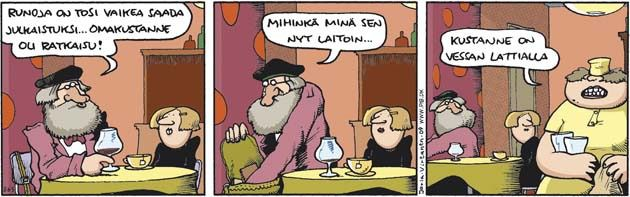 RUNOJA ON TOSI VAIKEA SAADA
JULKAISTUKSI... OMAKUSTANNE
OLI RATKAISU!
MIHINKÄ MINÄ SEN
NYT LAITOIN...
KUSTANNE ON
VESSAN LATTIALLA